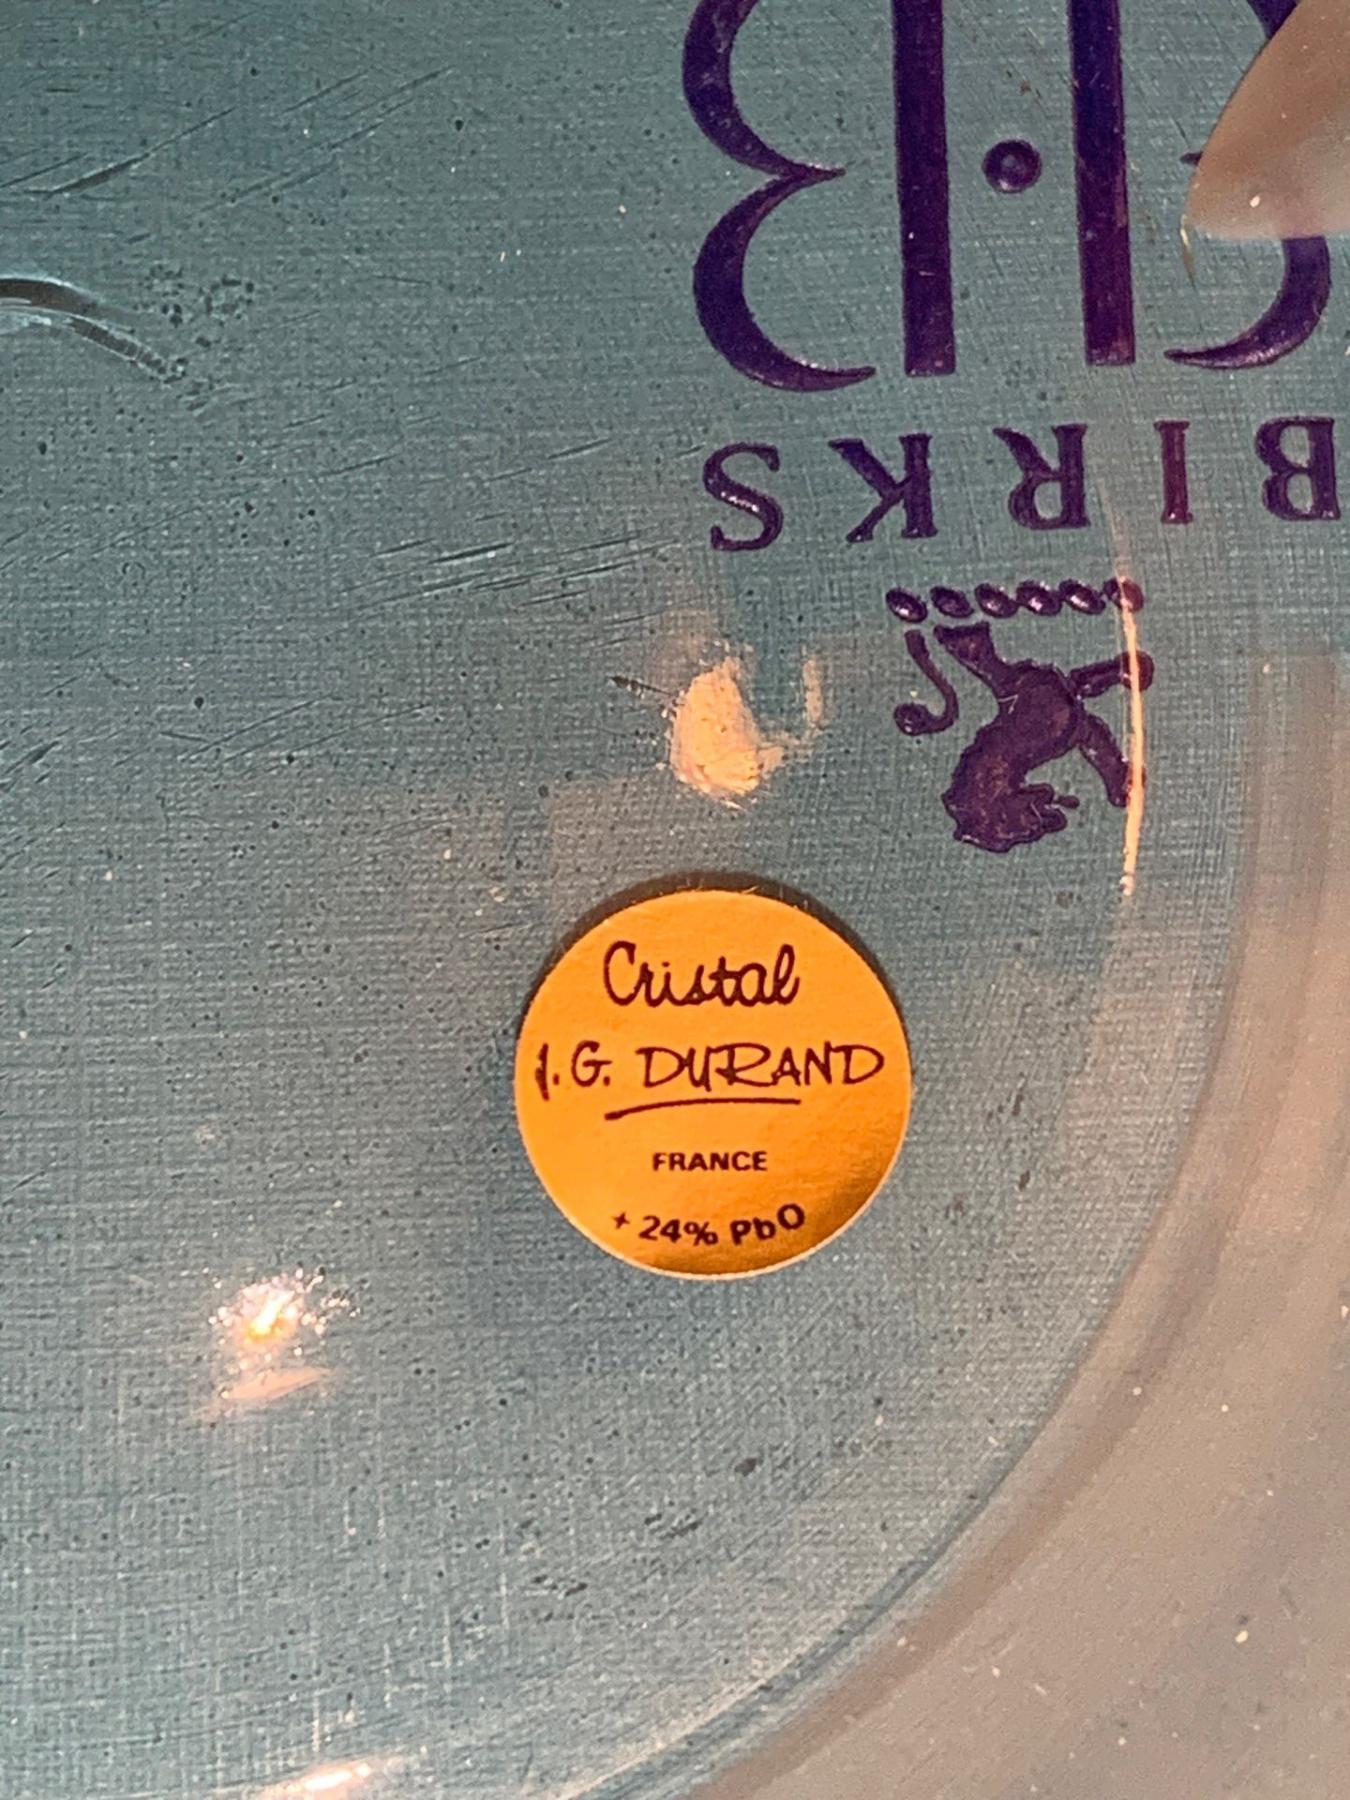 BIRKS
Cristal
J.G. DURAND
FRANCE
+ 24% PbO